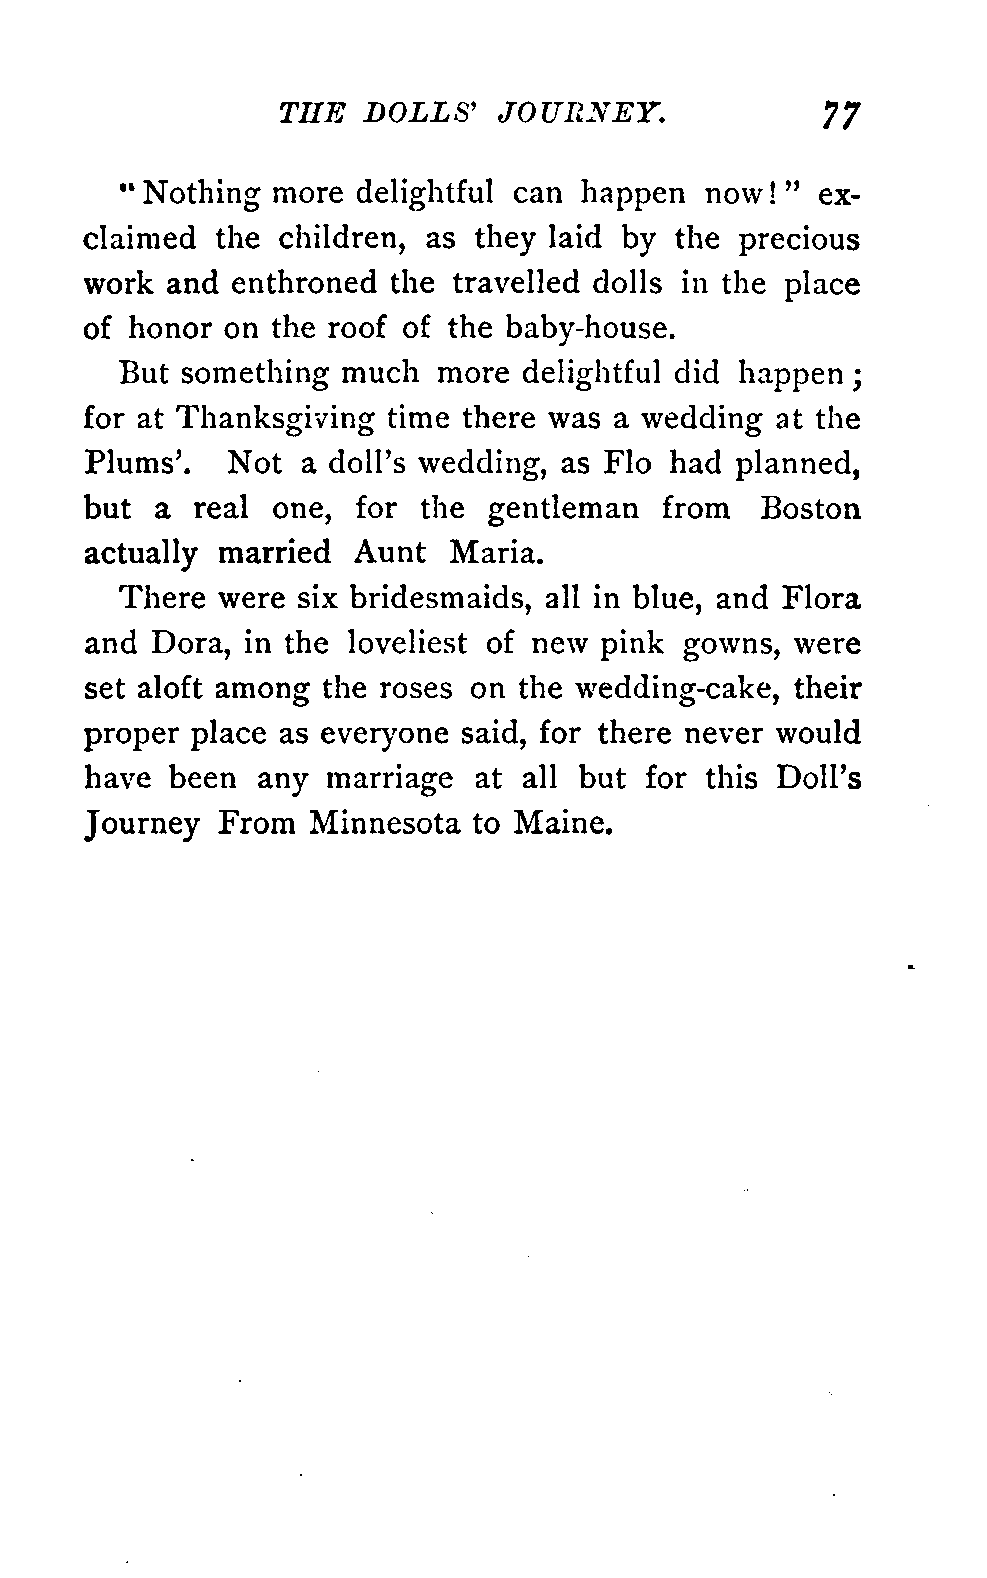 THE DOLLS' JOURNEY. 77
"Nothing more delightful can happen now!" ex-
claimed the children, as they laid by the precious
work and enthroned the travelled dolls in the place
of honor on the roof of the baby-house.
But something much more delightful did happen;
for at Thanksgiving time there was a wedding at the
Plums'. Not a doll's wedding, as Flo had planned,
but a real one, for the gentleman from Boston
actually married Aunt Maria.
There were six bridesmaids, all in blue, and Flora
and Dora, in the loveliest of new pink gowns, were
set aloft among the roses on the wedding-cake, their
proper place as everyone said, for there never would
have been any marriage at all but for this Doll's
Journey From Minnesota to Maine.